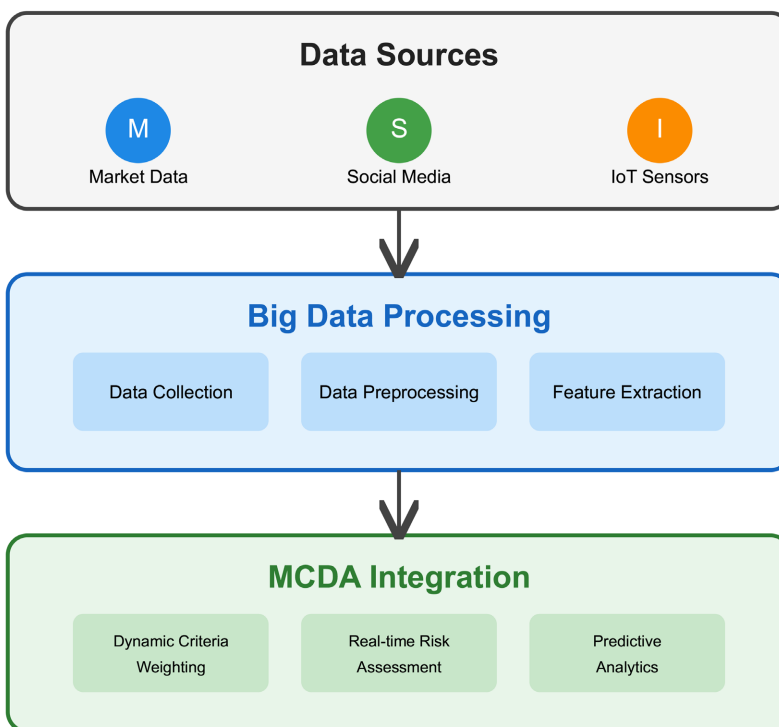 Data Sources
M
S
I
Market Data
Social Media
IoT Sensors
Big Data Processing
Data Collection
Data Preprocessing
Feature Extraction
MCDA Integration
Dynamic Criteria
Weighting
Real-time Risk
Assessment
Predictive
Analytics